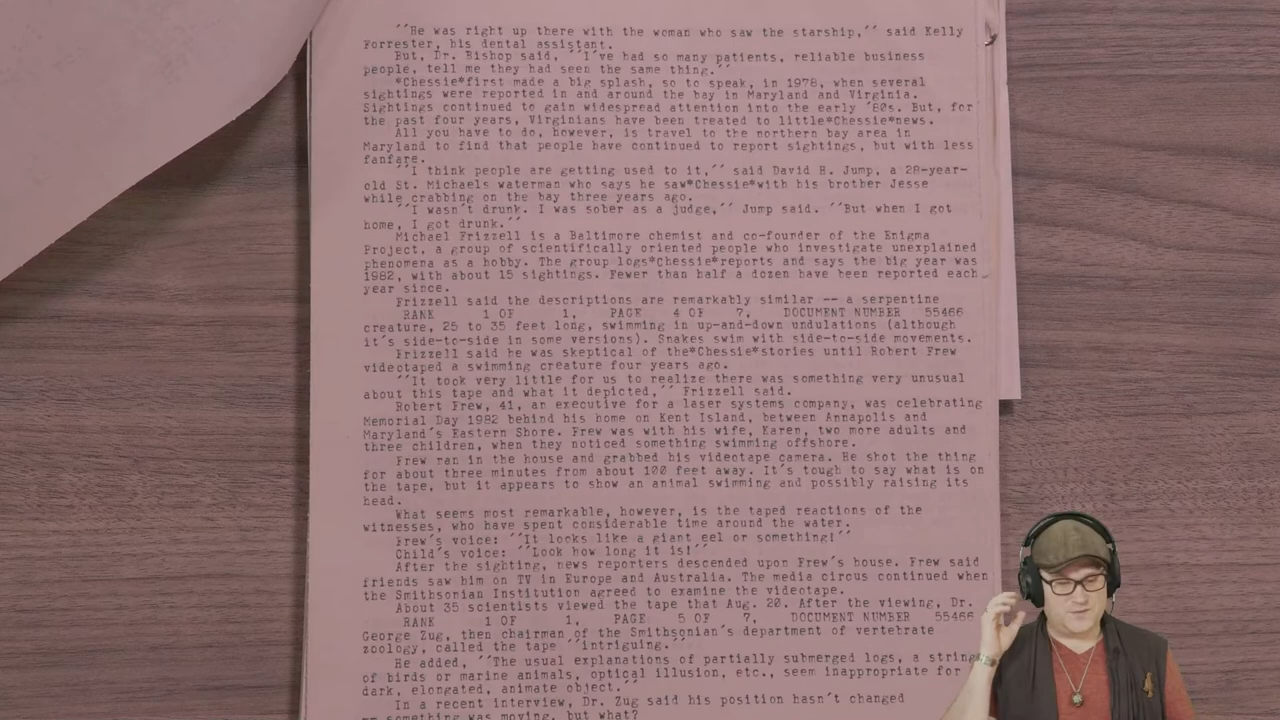 ´´He was right up there with the woman who saw the starship,´´ said Kelly
Forrester, his dental assistant.
But, Dr. Bishop said, ´´I´ve had so many patients, reliable business
people, tell me they had seen the same thing.´´
*Chessie*first made a big splash, so to speak, in 1978, when several
sightings were reported in and around the bay in Maryland and Virginia.
Sightings continued to gain widespread attention into the early ´80s. But, for
the past four years, Virginians have been treated to little*Chessie*news.
All you have to do, however, is travel to the northern bay area in
Maryland to find that people have continued to report sightings, but with less
fanfare.
´´I think people are getting used to it,´´ said David H. Jump, a 28-year-
old St. Michaels waterman who says he saw*Chessie*with his brother Jesse
while crabbing on the bay three years ago.
´´I wasn´t drunk. I was sober as a judge,´´ Jump said. ´´But when I got
home, I got drunk.´´
Michael Frizzell is a Baltimore chemist and co-founder of the Enigma
Project, a group of scientifically oriented people who investigate unexplained
phenomena as a hobby. The group logs*Chessie*reports and says the big year was
1982, with about 15 sightings. Fewer than half a dozen have been reported each
year since.
Frizzell said the descriptions are remarkably similar -- a serpentine
RANK 1 OF 1, PAGE 4 OF 7, DOCUMENT NUMBER 55466
creature, 25 to 35 feet long, swimming in up-and-down undulations (although
it´s side-to-side in some versions). Snakes swim with side-to-side movements.
Frizzell said he was skeptical of the*Chessie*stories until Robert Frew
videotaped a swimming creature four years ago.
´´It took very little for us to realize there was something very unusual
about this tape and what it depicted,´´ Frizzell said.
Robert Frew, 41, an executive for a laser systems company, was celebrating
Memorial Day 1982 behind his home on Kent Island, between Annapolis and
Maryland´s Eastern Shore. Frew was with his wife, Karen, two more adults and
three children, when they noticed something swimming offshore.
Frew ran in the house and grabbed his videotape camera. He shot the thing
for about three minutes from about 100 feet away. It´s tough to say what is on
the tape, but it appears to show an animal swimming and possibly raising its
head.
What seems most remarkable, however, is the taped reactions of the
witnesses, who have spent considerable time around the water.
Frew´s voice: ´´It looks like a giant eel or something!´´
Child´s voice: ´´Look how long it is!´´
After the sighting, news reporters descended upon Frew´s house. Frew said
friends saw him on TV in Europe and Australia. The media circus continued when
the Smithsonian Institution agreed to examine the videotape.
About 35 scientists viewed the tape that Aug. 20. After the viewing, Dr.
RANK 1 OF 1, PAGE 5 OF 7, DOCUMENT NUMBER 55466
George Zug, then chairman of the Smithsonian´s department of vertebrate
zoology, called the tape ´´intriguing.´´
He added, ´´The usual explanations of partially submerged logs, a string
of birds or marine animals, optical illusion, etc., seem inappropriate for
dark, elongated, animate object.´´
In a recent interview, Dr. Zug said his position hasn´t changed
something was moving, but what?